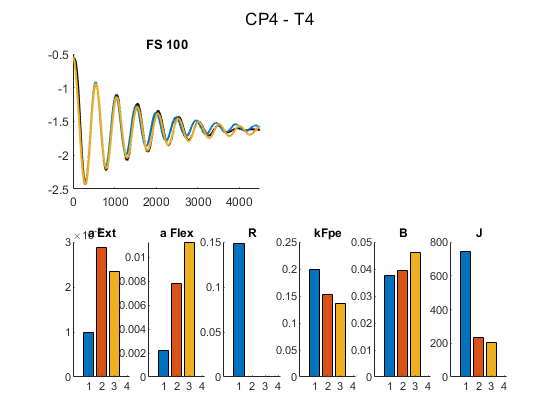 CP4 - T4
FS 100
-0.5
-1
-1.5
-2
-2.5
0 1000 2000 3000 4000
a Flex R kFpe B J
3 0.15 0.25 0.05 800
0.01 0.2 0.04 600
2 0.008 0.1 0.15 0.03
0.006 400
1 0.004 0.05 0.1 0.02
0.002 0.05 0.01 200
0 0 0 0 0 0
1 2 3 4 1 2 3 4 1 2 3 4 1 2 3 4 1 2 3 4 1 2 3 4